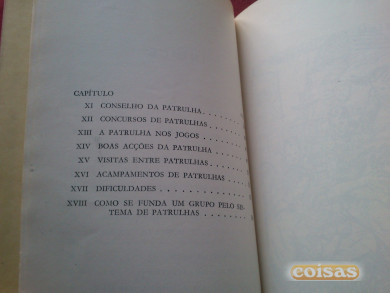 CAPÍTULO
XI CONSELHO DA PATRULHA
XII CONCURSOS DE PATRULHAS
XIII A PATRULHA NOS JOGOS
XIV BOAS ACÇÕES DA PATRULHA
XV VISITAS ENTRE PATRULHAS
XVI ACAMPAMENTOS DE PATRULHAS
XVII DIFICULDADES
XVIII COMO SE FUNDA UM GRUPO PELO SIS-
TEMA DE PATRULHAS
coisas